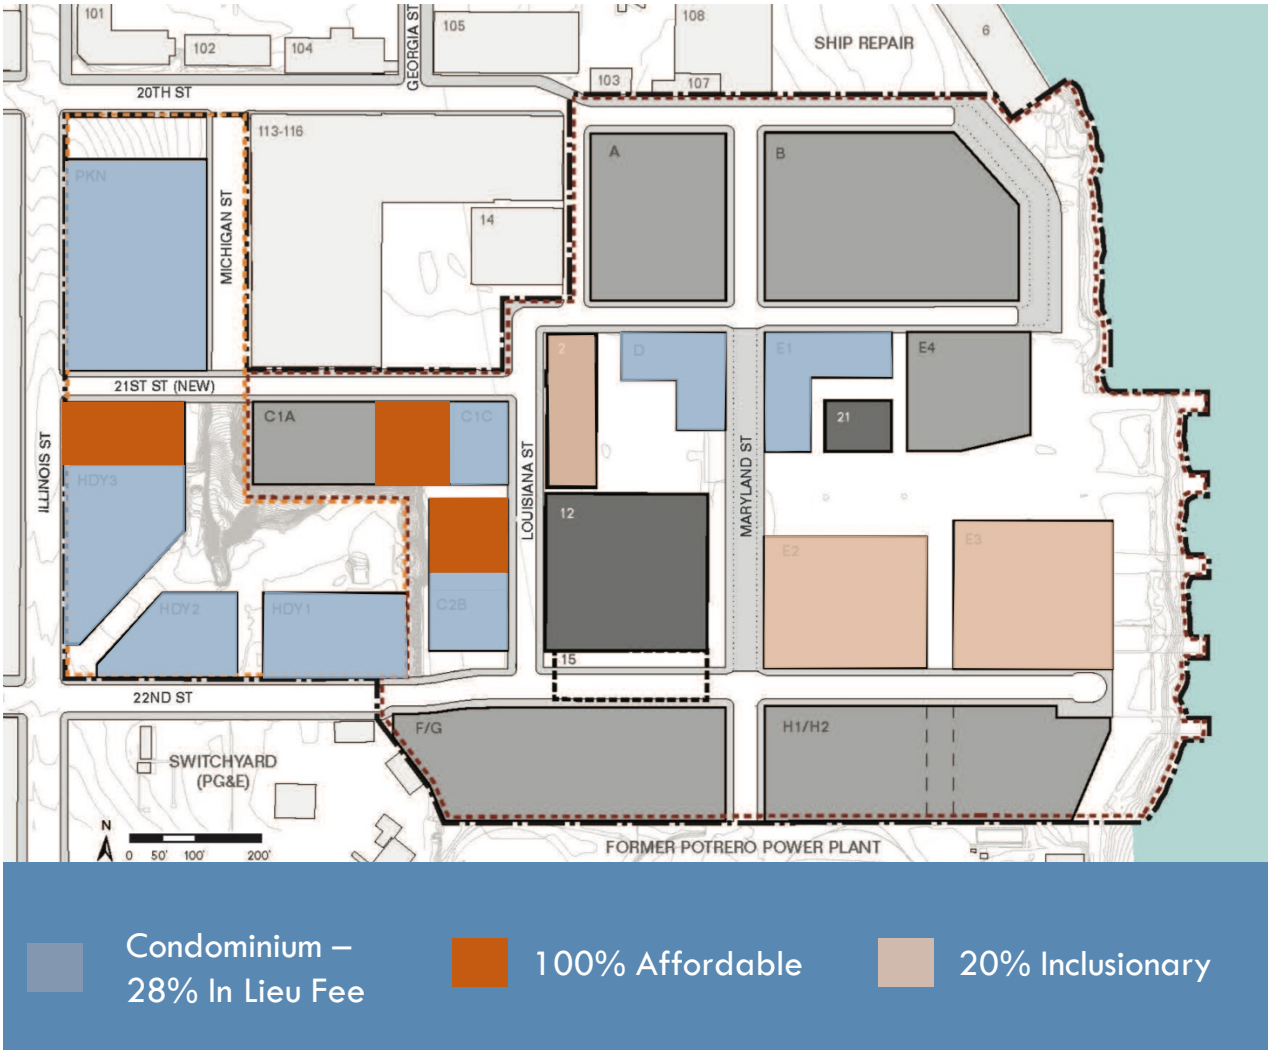 101
102
104
GEORGIA ST
105
108
103
107
SHIP REPAIR
6
20TH ST
113-116
A
B
PKN
MICHIGAN ST
14
21ST ST (NEW)
2
D
E1
E4
C1A
C1C
21
ILLINOIS ST
HDY3
LOUISIANA ST
MARYLAND ST
12
E2
E3
HDY2
HDY1
C2B
15
22ND ST
F/G
H1/H2
SWITCHYARD
(PG&E)
N
0 50' 100' 200'
FORMER POTRERO POWER PLANT
Condominium –
28% In Lieu Fee
100% Affordable
20% Inclusionary